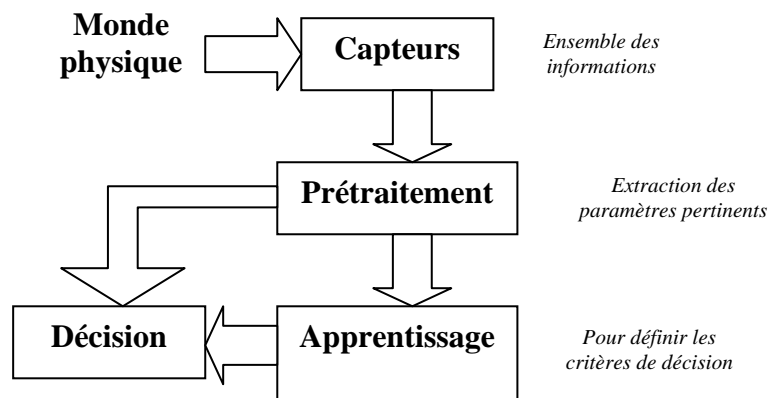 Monde
physique
Capteurs
Ensemble des
informations
Prétraitement
Extraction des
paramètres pertinents
Décision
Apprentissage
Pour définir les
critères de décision